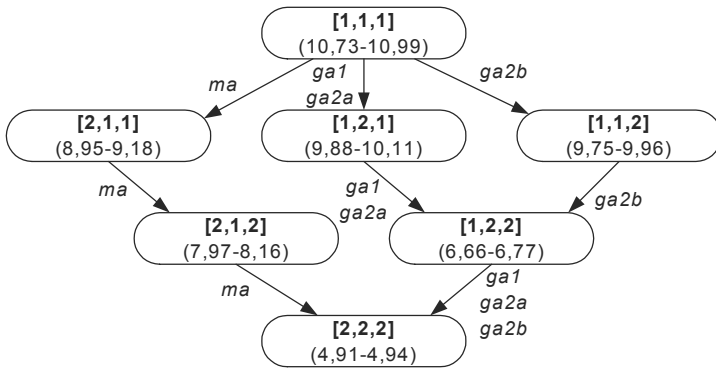 [1,1,1]
(10,73-10,99)
ma
ga1
ga2a
ga2b
[2,1,1]
(8,95-9,18)
[1,2,1]
(9,88-10,11)
[1,1,2]
(9,75-9,96)
ma
ga1
ga2a
ga2b
[2,1,2]
(7,97-8,16)
[1,2,2]
(6,66-6,77)
ma
ga1
ga2a
ga2b
[2,2,2]
(4,91-4,94)